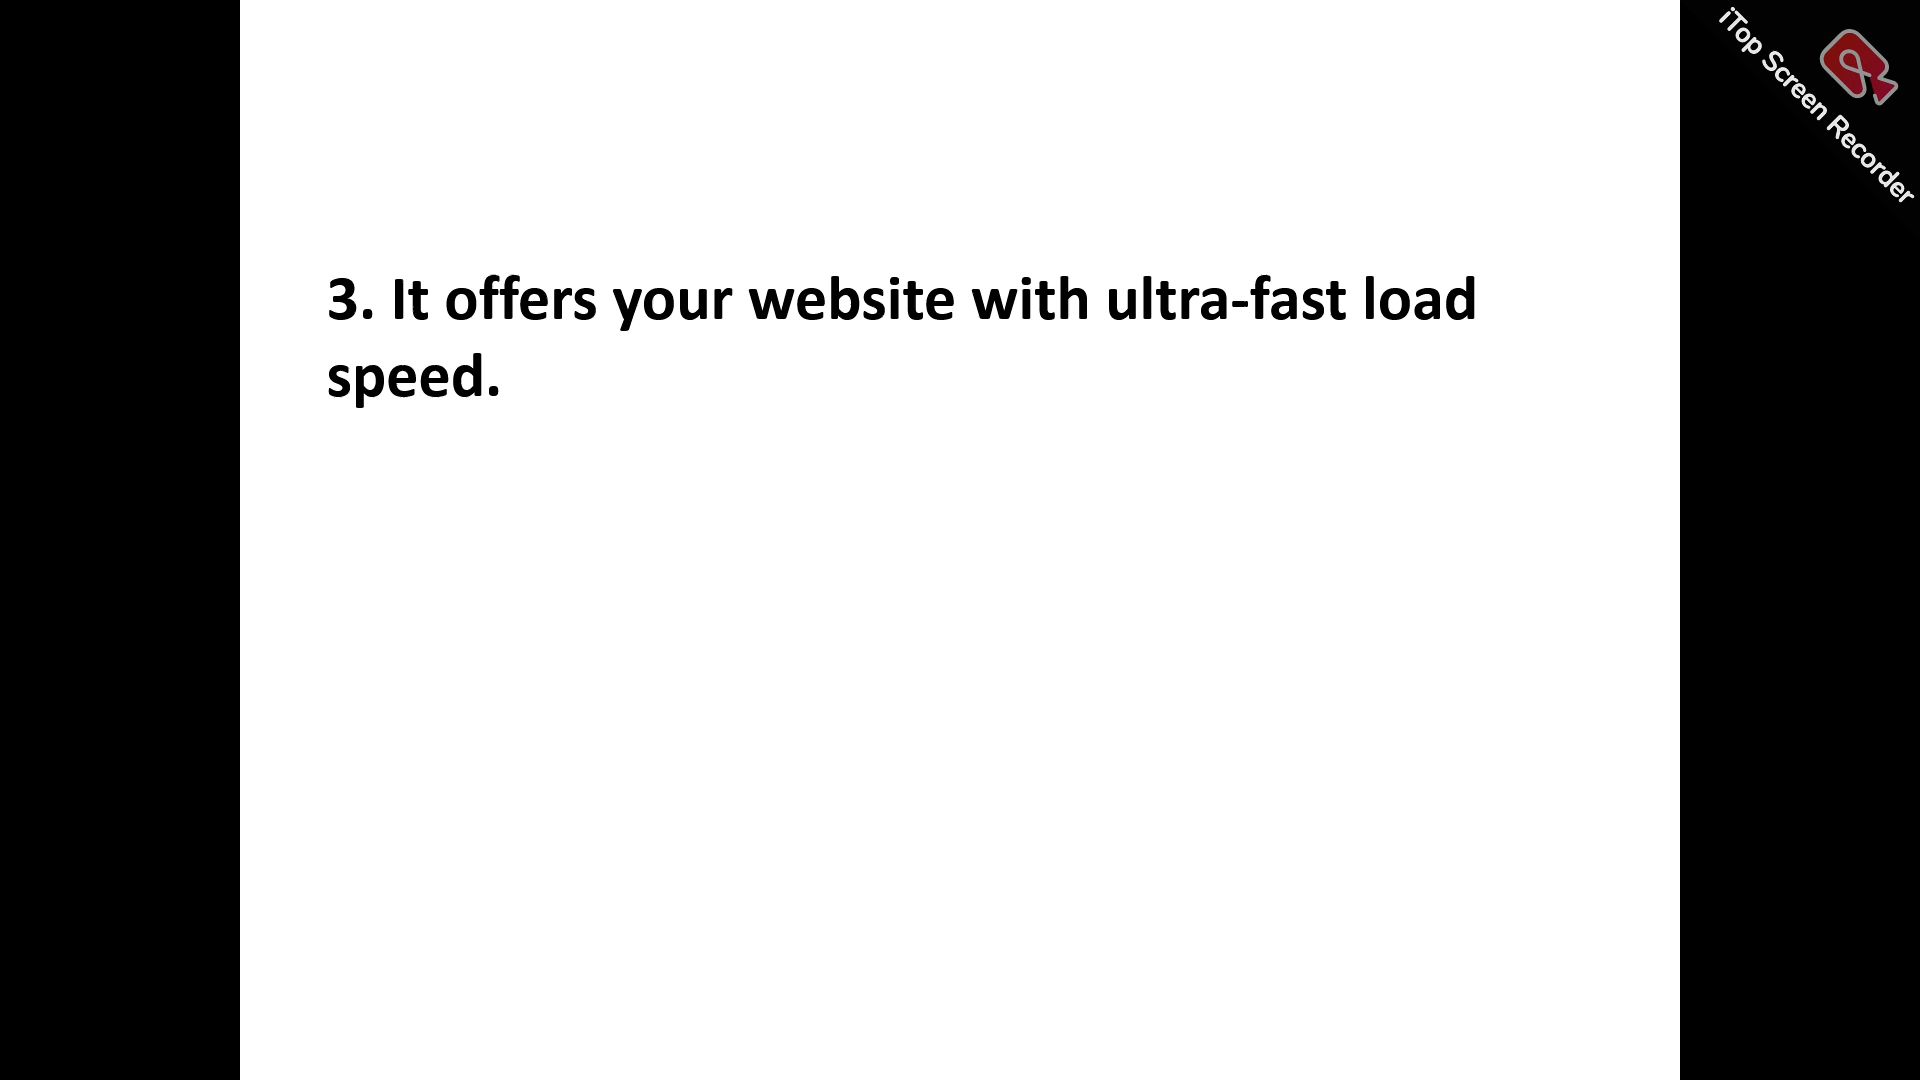 iTop Screen Recorder
3. It offers your website with ultra-fast load
speed.